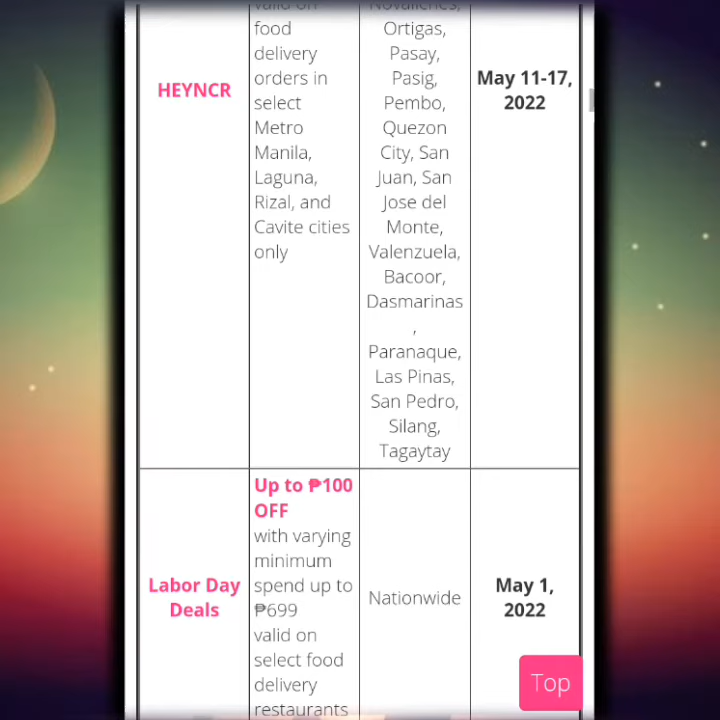 valid on
food
delivery
orders in
select
Metro
Manila,
Laguna,
Rizal, and
Cavite cities
only
HEYNCR
Novaliches,
Ortigas,
Pasay,
Pasig,
Pembo,
Quezon
City, San
Juan, San
Jose del
Monte,
Valenzuela,
Bacoor,
Dasmarinas
,
Paranaque,
Las Pinas,
San Pedro,
Silang,
Tagaytay
May 11-17,
2022
Labor Day
Deals
Up to ₱100
OFF
with varying
minimum
spend up to
₱699
valid on
select food
delivery
restaurants
Nationwide
May 1,
2022
Top